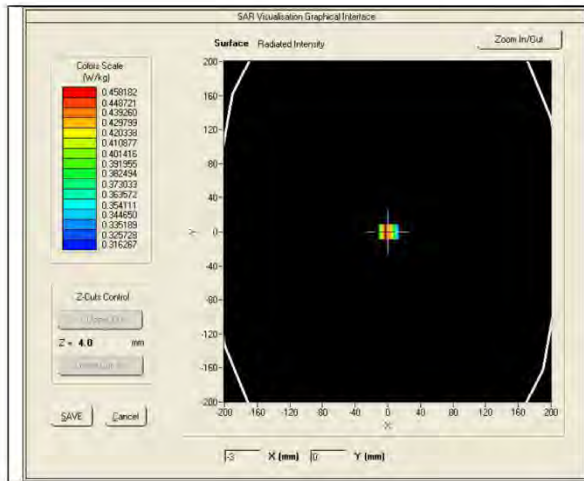 SAR Visualisation Graphical Interface
Surface Radiated Intensity
Zoom In/Out
Colors Scale
(W/kg)
0.458182
0.448721
0.439260
0.429799
0.420338
0.410877
0.401416
0.391955
0.382494
0.373033
0.363572
0.354111
0.344650
0.335189
0.325728
0.316267
200
160
120
80
40
0
-40
-80
-120
-160
-200
Y
-200 -160 -120 -80 -40 0 40 80 120 160 200
X
Z-Cuts Control
Z = 4.0 mm
SAVE Cancel
-3 X (mm) 0 Y (mm)